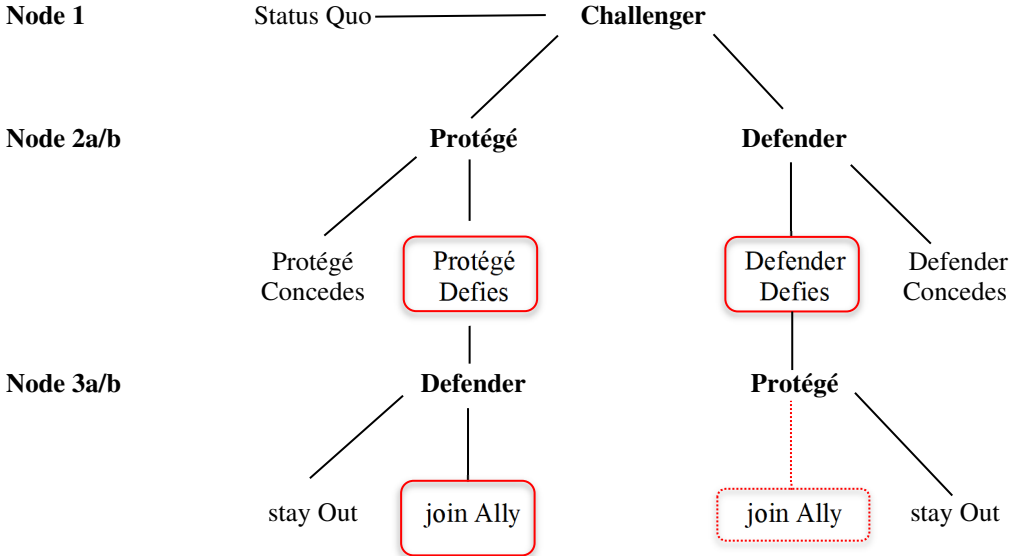 Node 1 Status Quo Challenger
Node 2a/b Protégé Defender
Protégé Protégé Defender Defender
Concedes Defies Defies Concedes
Node 3a/b Defender Protégé
stay Out join Ally join Ally stay Out